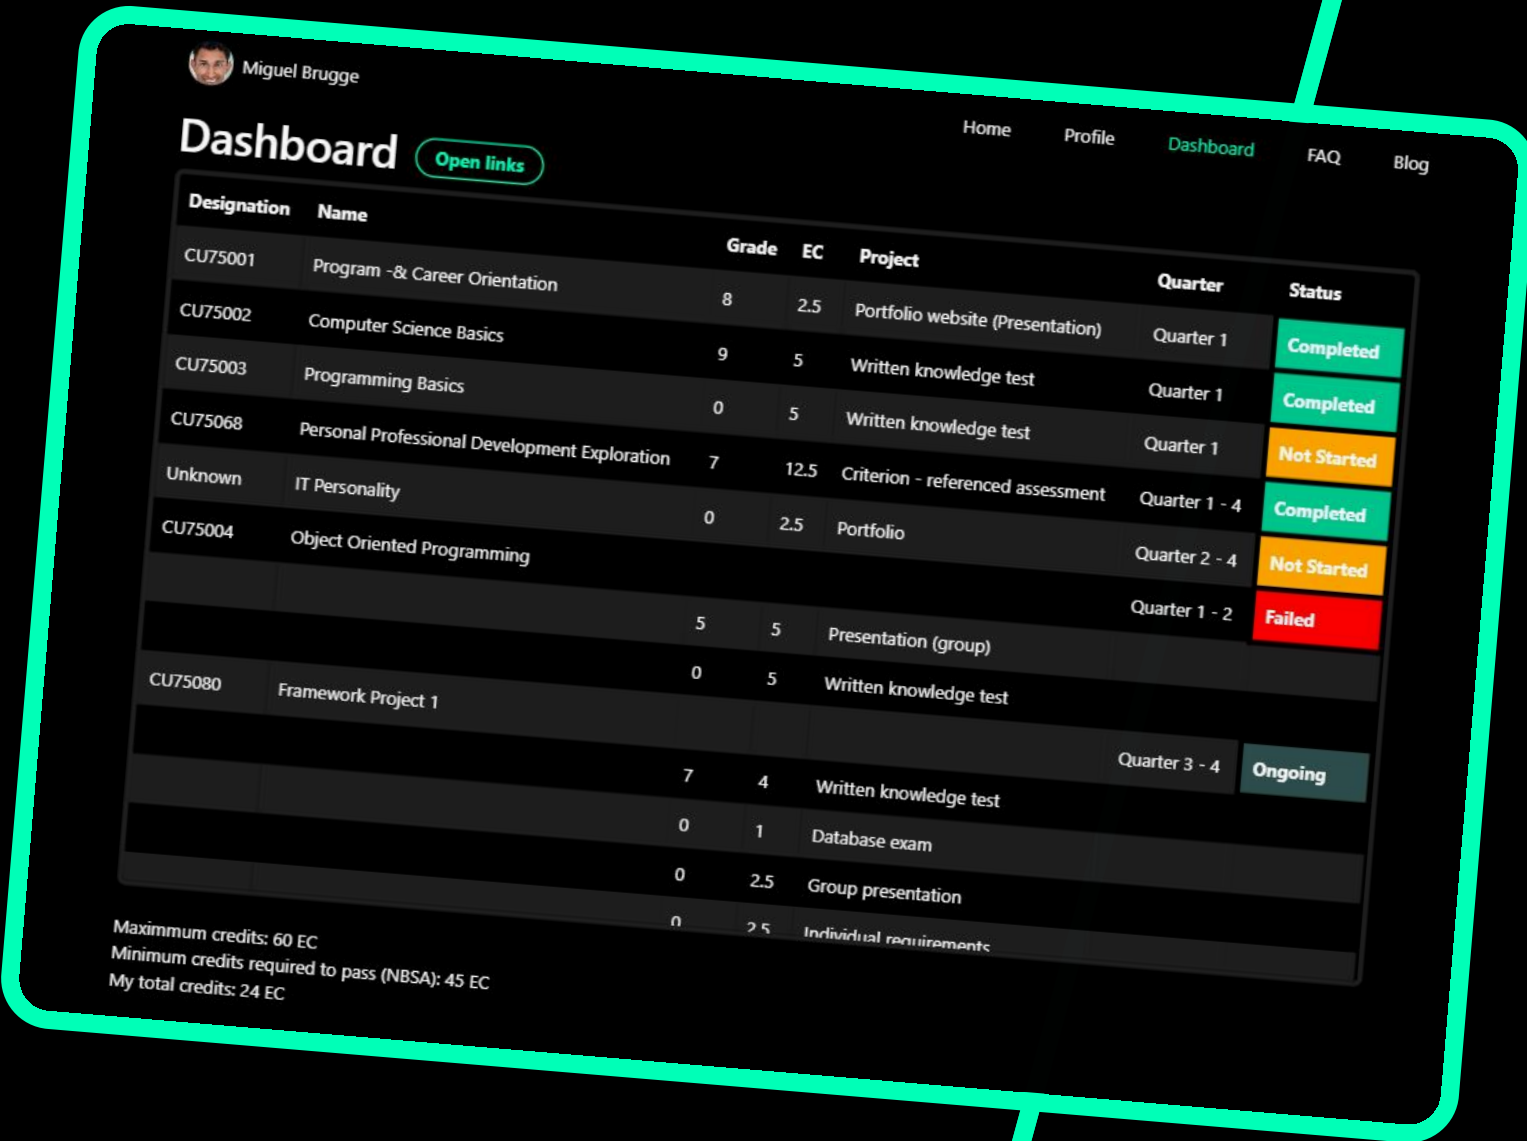 Miguel Brugge
Home Profile Dashboard FAQ Blog
Dashboard Open links
Designation Name Grade EC Project Quarter Status
CU75001 Program -& Career Orientation 8 2.5 Portfolio website (Presentation) Quarter 1 Completed
CU75002 Computer Science Basics 9 5 Written knowledge test Quarter 1 Completed
CU75003 Programming Basics 0 5 Written knowledge test Quarter 1 Not Started
CU75068 Personal Professional Development Exploration 7 12.5 Criterion - referenced assessment Quarter 1 - 4 Completed
Unknown IT Personality 0 2.5 Portfolio Quarter 2 - 4 Not Started
CU75004 Object Oriented Programming Quarter 1 - 2 Failed
5 5 Presentation (group)
0 5 Written knowledge test
CU75080 Framework Project 1 Quarter 3 - 4 Ongoing
7 4 Written knowledge test
0 1 Database exam
0 2.5 Group presentation
0 2.5 Individual requirements
Maximmum credits: 60 EC
Minimum credits required to pass (NBSA): 45 EC
My total credits: 24 EC